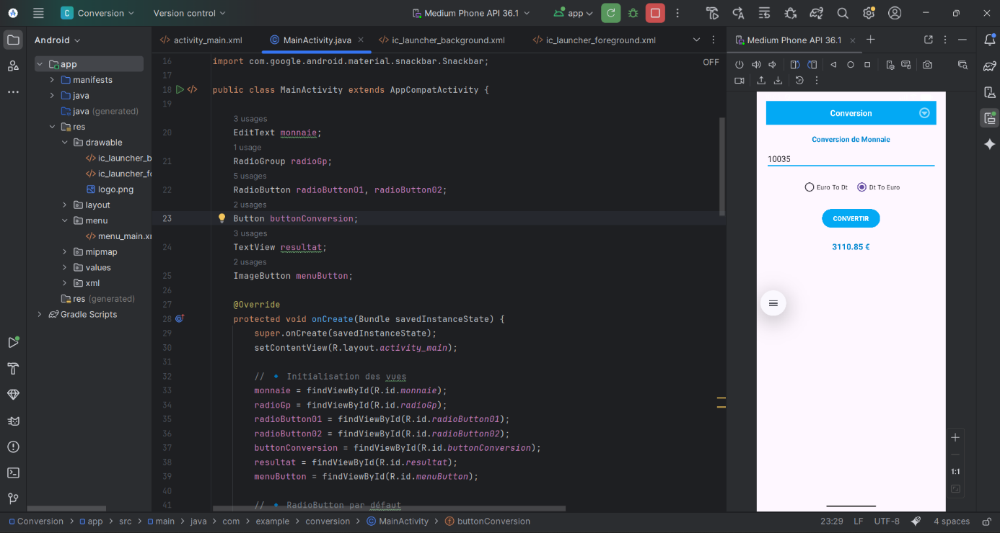 C Conversion Version control Medium Phone API 36.1 app
Android
activity_main.xml MainActivity.java ic_launcher_background.xml ic_launcher_foreground.xml
Medium Phone API 36.1
app
manifests
java
java (generated)
res
drawable
ic_launcher_b
ic_launcher_fo
logo.png
layout
menu
menu_main.xr
mipmap
values
xml
res (generated)
Gradle Scripts
OFF
16 import com.google.android.material.snackbar.Snackbar;
17
18 public class MainActivity extends AppCompatActivity {
19
3 usages
20 EditText monnaie;
1 usage
21 RadioGroup radioGp;
5 usages
22 RadioButton radioButton01, radioButton02;
2 usages
23 Button buttonConversion;
3 usages
24 TextView resultat;
2 usages
25 ImageButton menuButton;
26
27 @Override
28 protected void onCreate(Bundle savedInstanceState) {
29 super.onCreate(savedInstanceState);
30 setContentView(R.layout.activity_main);
31
32 // 🔹 Initialisation des vues
33 monnaie = findViewById(R.id.monnaie);
34 radioGp = findViewById(R.id.radioGp);
35 radioButton01 = findViewById(R.id.radioButton01);
36 radioButton02 = findViewById(R.id.radioButton02);
37 buttonConversion = findViewById(R.id.buttonConversion);
38 resultat = findViewById(R.id.resultat);
39 menuButton = findViewById(R.id.menuButton);
40
41 // 🔹 RadioButton par défaut
Conversion
Conversion de Monnaie
10035
Euro To Dt Dt To Euro
CONVERTIR
3110.85 €
1:1
Conversion > app > src > main > java > com > example > conversion > MainActivity > buttonConversion
23:29 LF UTF-8 4 spaces